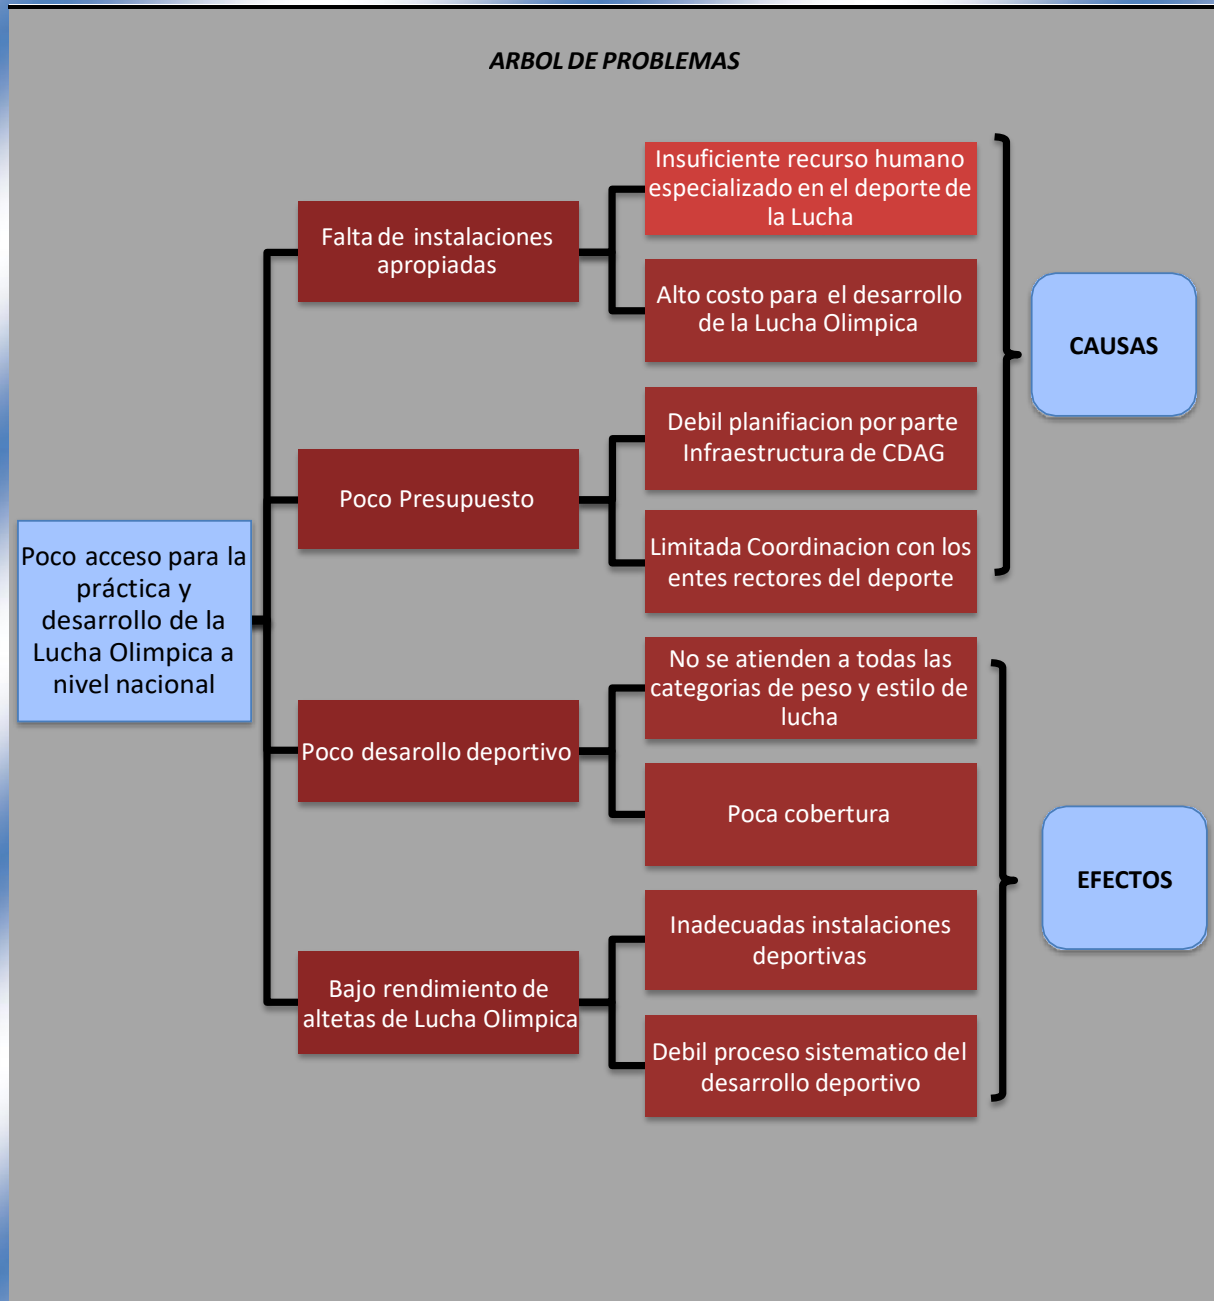 ARBOL DE PROBLEMAS
Poco acceso para la
práctica y
desarrollo de la
Lucha Olimpica a
nivel nacional
Falta de instalaciones
apropiadas
Insuficiente recurso humano
especializado en el deporte de
la Lucha
Alto costo para el desarrollo
de la Lucha Olimpica
Poco Presupuesto
Debil planifiacion por parte
Infraestructura de CDAG
Limitada Coordinacion con los
entes rectores del deporte
CAUSAS
Poco desarollo deportivo
No se atienden a todas las
categorias de peso y estilo de
lucha
Poca cobertura
Bajo rendimiento de
altetas de Lucha Olimpica
Inadecuadas instalaciones
deportivas
Debil proceso sistematico del
desarrollo deportivo
EFECTOS